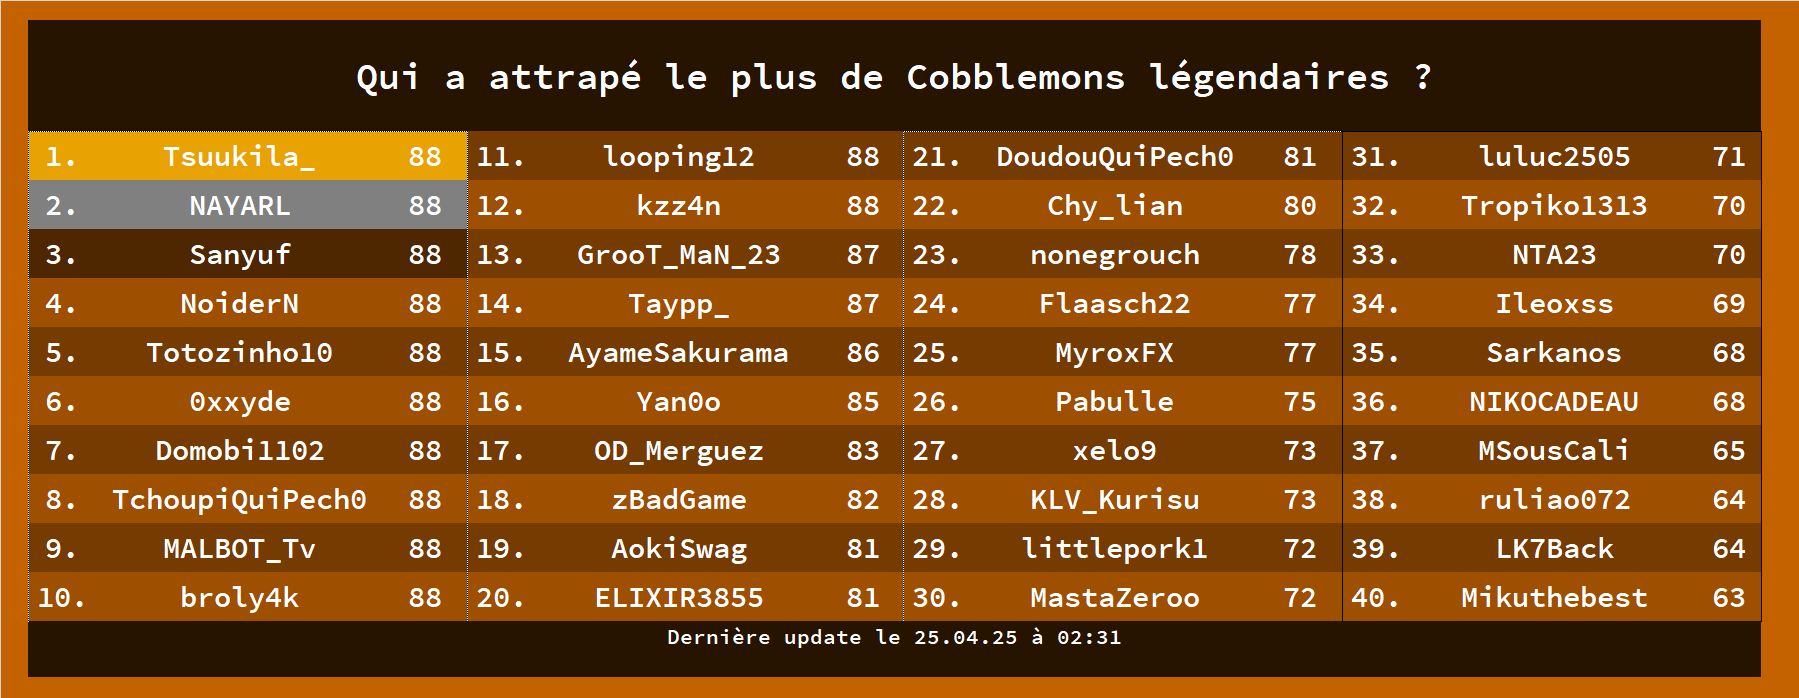 Qui a attrapé le plus de Cobblemons légendaires ?
1. Tsuukila_ 88
2. NAYARL 88
3. Sanyuf 88
4. NoiderN 88
5. Totozinho10 88
6. 0xxyde 88
7. Domobi1102 88
8. TchoupiQuiPech0 88
9. MALBOT_Tv 88
10. broly4k 88
11. looping12 88
12. kzz4n 88
13. GrooT_MaN_23 87
14. Taypp_ 87
15. AyameSakurama 86
16. Yan0o 85
17. OD_Merguez 83
18. zBadGame 82
19. AokiSwag 81
20. ELIXIR3855 81
21. DoudouQuiPech0 81
22. Chy_lian 80
23. nonegrouch 78
24. Flaasch22 77
25. MyroxFX 77
26. Pabulle 75
27. xelo9 73
28. KLV_Kurisu 73
29. littlepork1 72
30. MastaZeroo 72
31. luluc2505 71
32. Tropiko1313 70
33. NTA23 70
34. Ileoxss 69
35. Sarkanos 68
36. NIKOCADEAU 68
37. MSousCali 65
38. ruliao072 64
39. LK7Back 64
40. Mikuthebest 63
Dernière update le 25.04.25 à 02:31